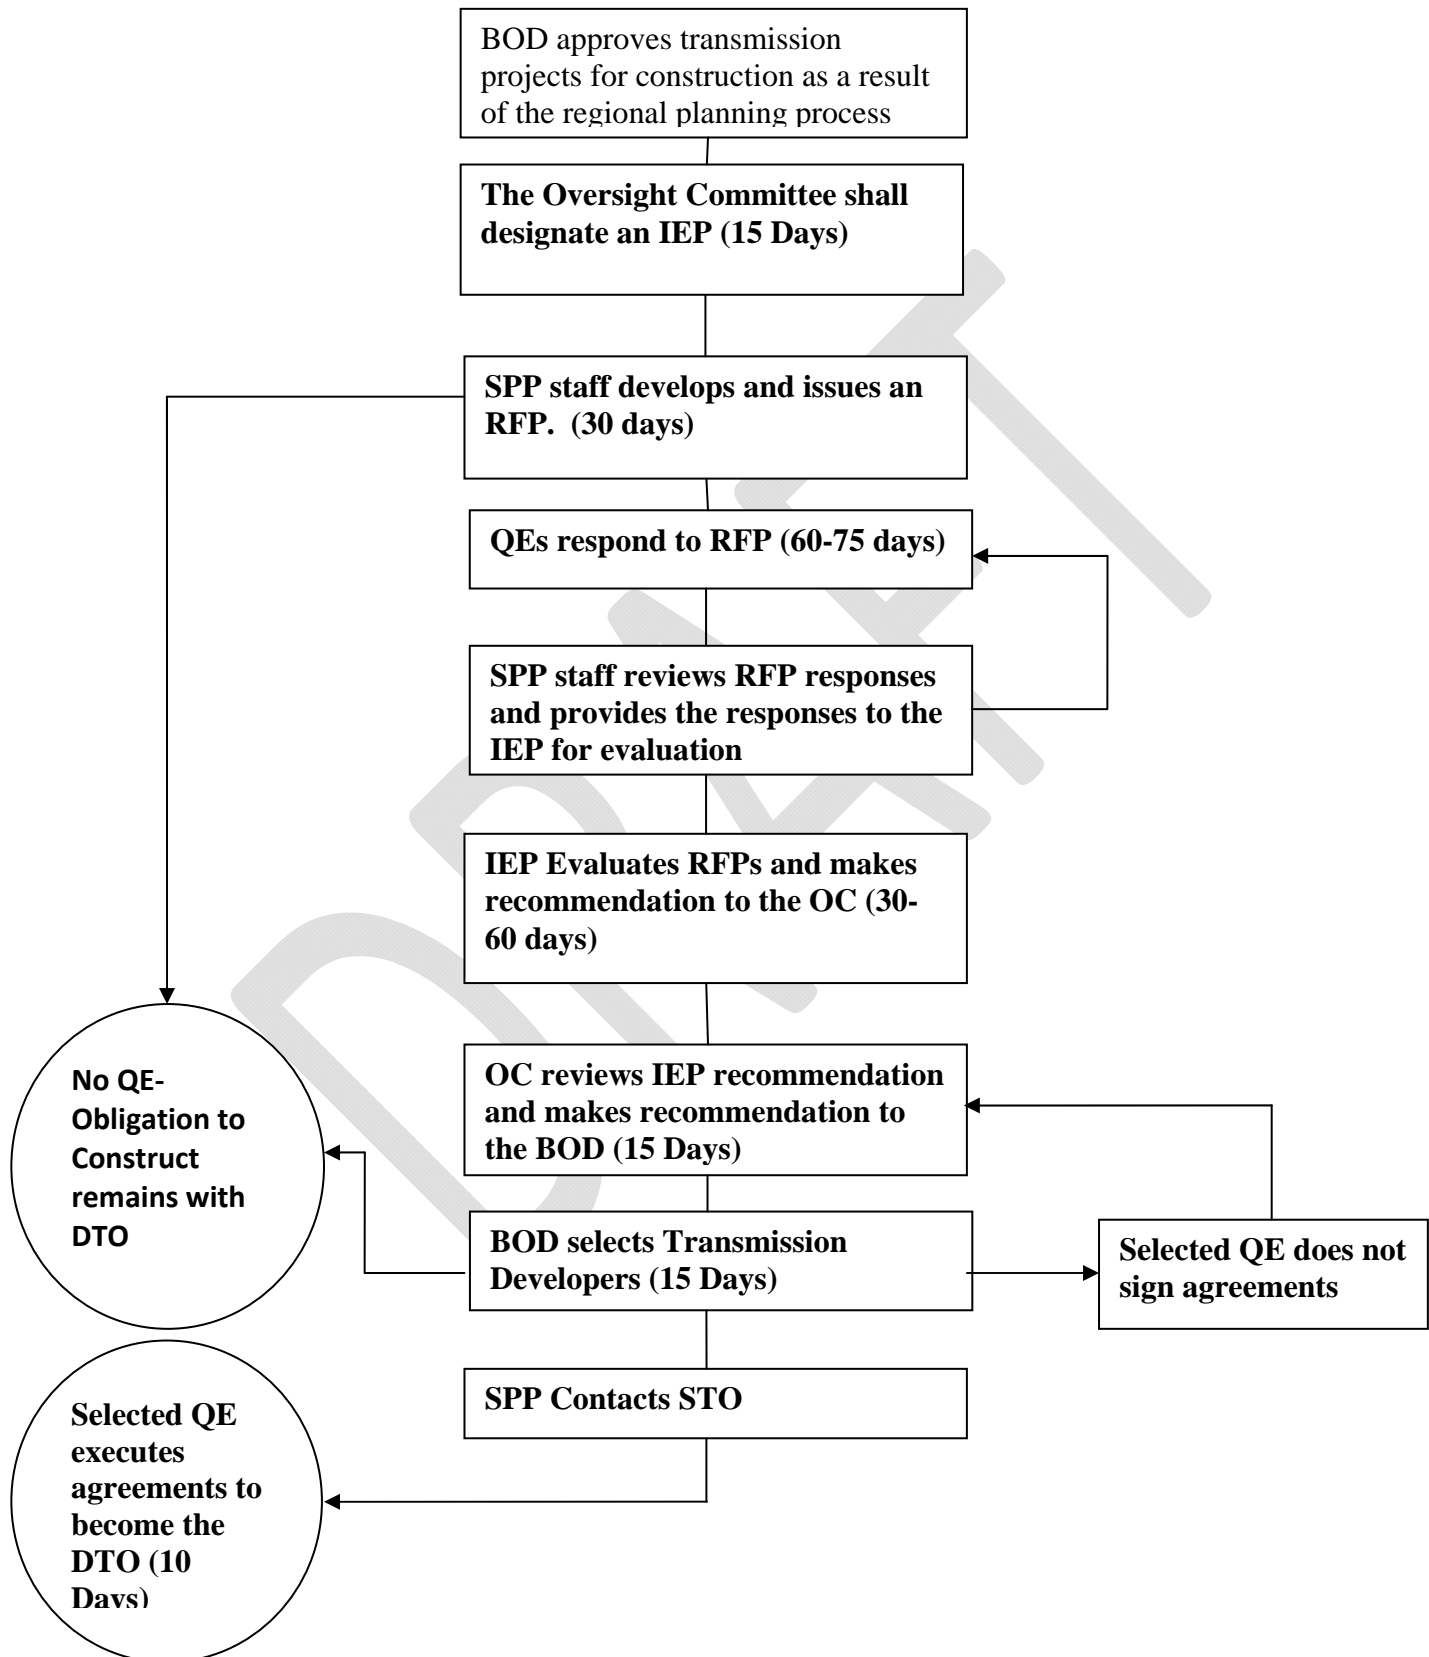 BOD approves transmission
projects for construction as a result
of the regional planning process
The Oversight Committee shall
designate an IEP (15 Days)
SPP staff develops and issues an
RFP.  (30 days)
QEs respond to RFP (60-75 days)
SPP staff reviews RFP responses
and provides the responses to the
IEP for evaluation
IEP Evaluates RFPs and makes
recommendation to the OC (30-
60 days)
No QE-
Obligation to
Construct
remains with
DTO
OC reviews IEP recommendation
and makes recommendation to
the BOD (15 Days)
BOD selects Transmission
Developers (15 Days)
Selected QE does not
sign agreements
SPP Contacts STO
Selected QE
executes
agreements to
become the
DTO (10
Days)
DRAFT